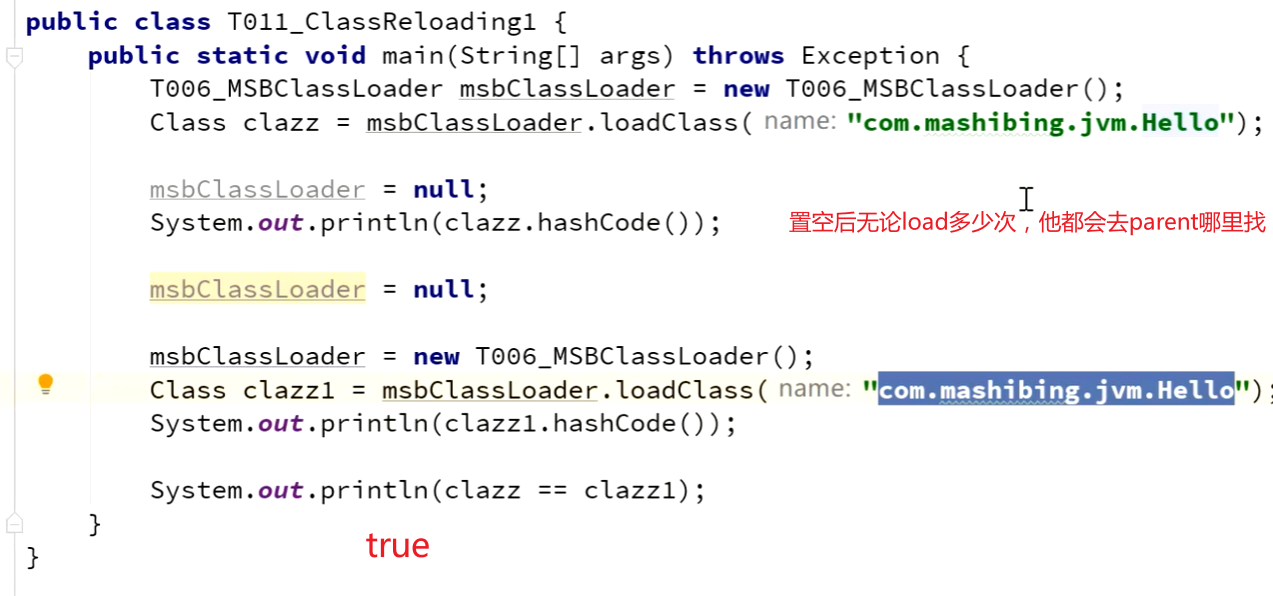 public class T011_ClassReloading1 {
public static void main(String[] args) throws Exception {
T006_MSBClassLoader msbClassLoader = new T006_MSBClassLoader();
Class clazz = msbClassLoader.loadClass( name: "com.mashibing.jvm.Hello");
msbClassLoader = null;
System.out.println(clazz.hashCode());
置空后无论load多少次，他都会去parent哪里找
msbClassLoader = null;
msbClassLoader = new T006_MSBClassLoader();
Class clazz1 = msbClassLoader.loadClass( name: "com.mashibing.jvm.Hello");
System.out.println(clazz1.hashCode());
System.out.println(clazz == clazz1);
}
true
}